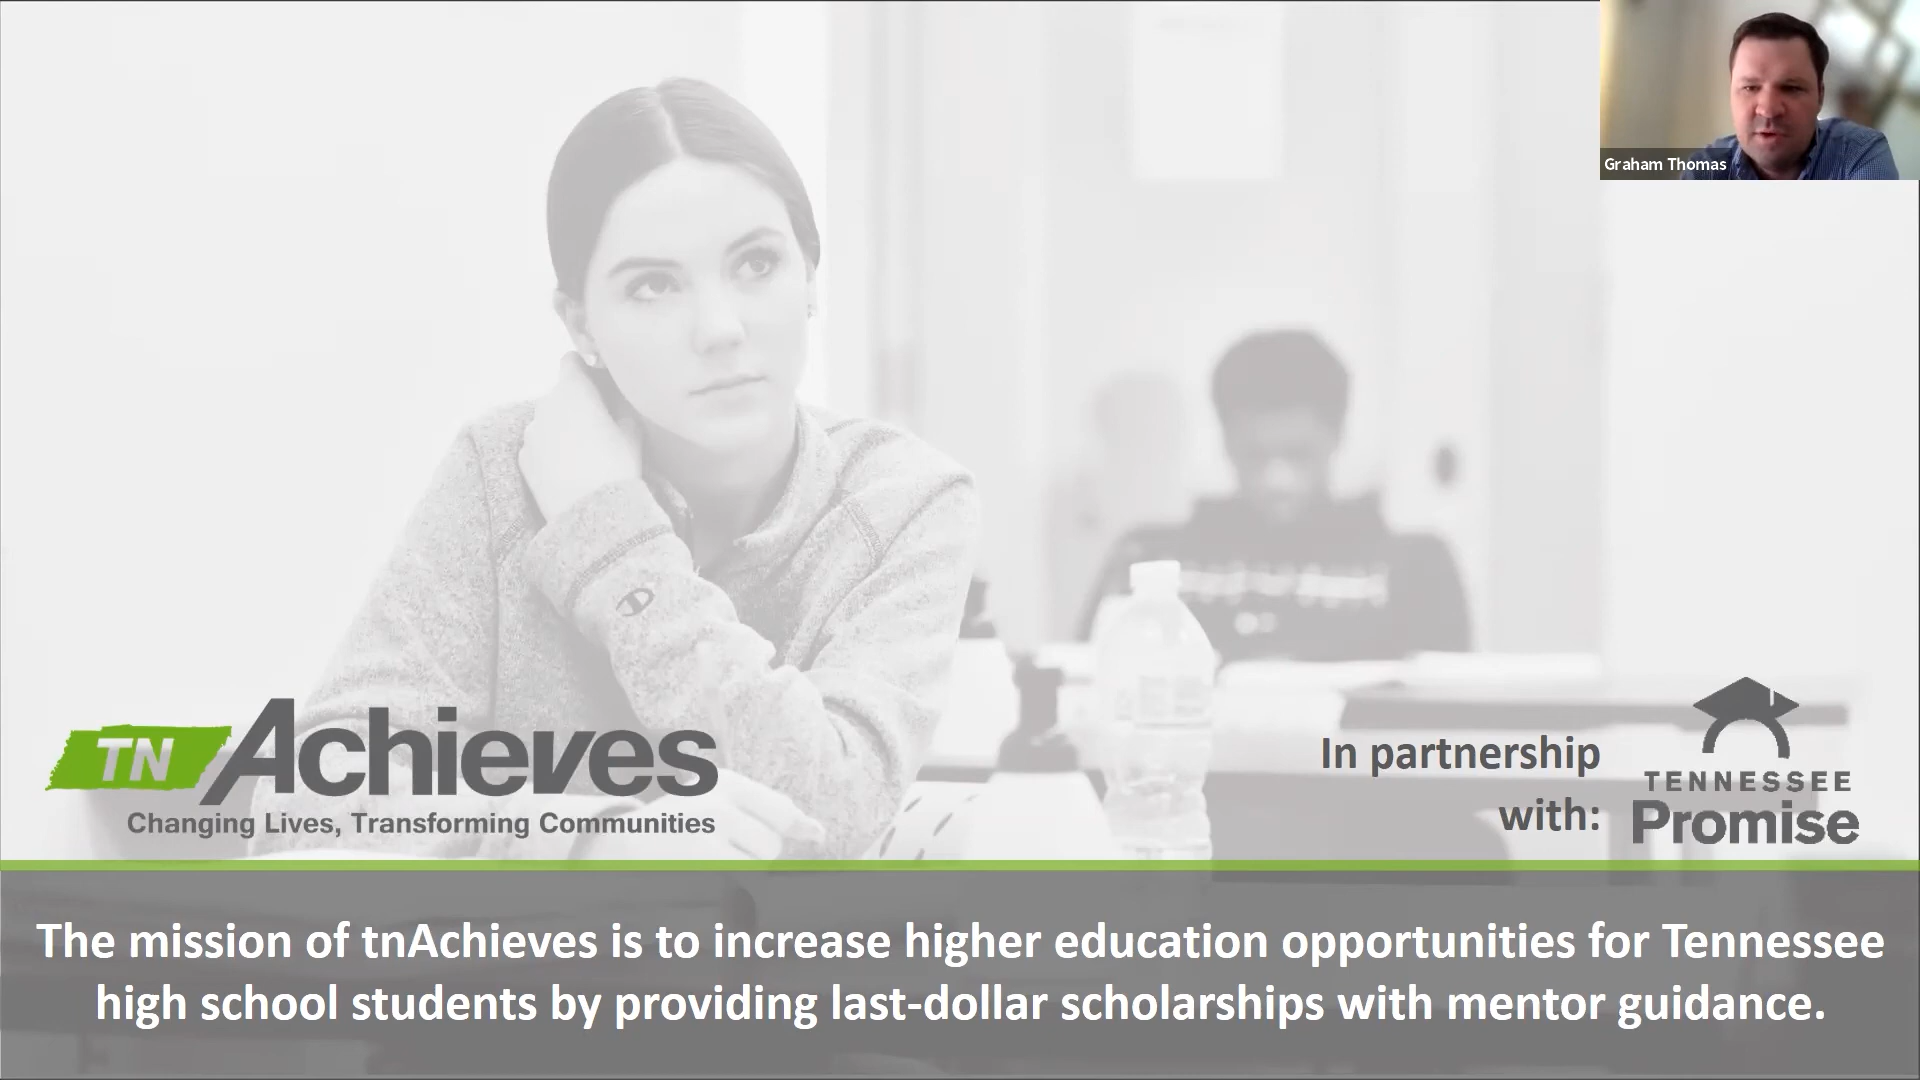 Graham Thomas
TN Achieves
Changing Lives, Transforming Communities
In partnership
with:
TENNESSEE
Promise
The mission of tnAchieves is to increase higher education opportunities for Tennessee
high school students by providing last-dollar scholarships with mentor guidance.